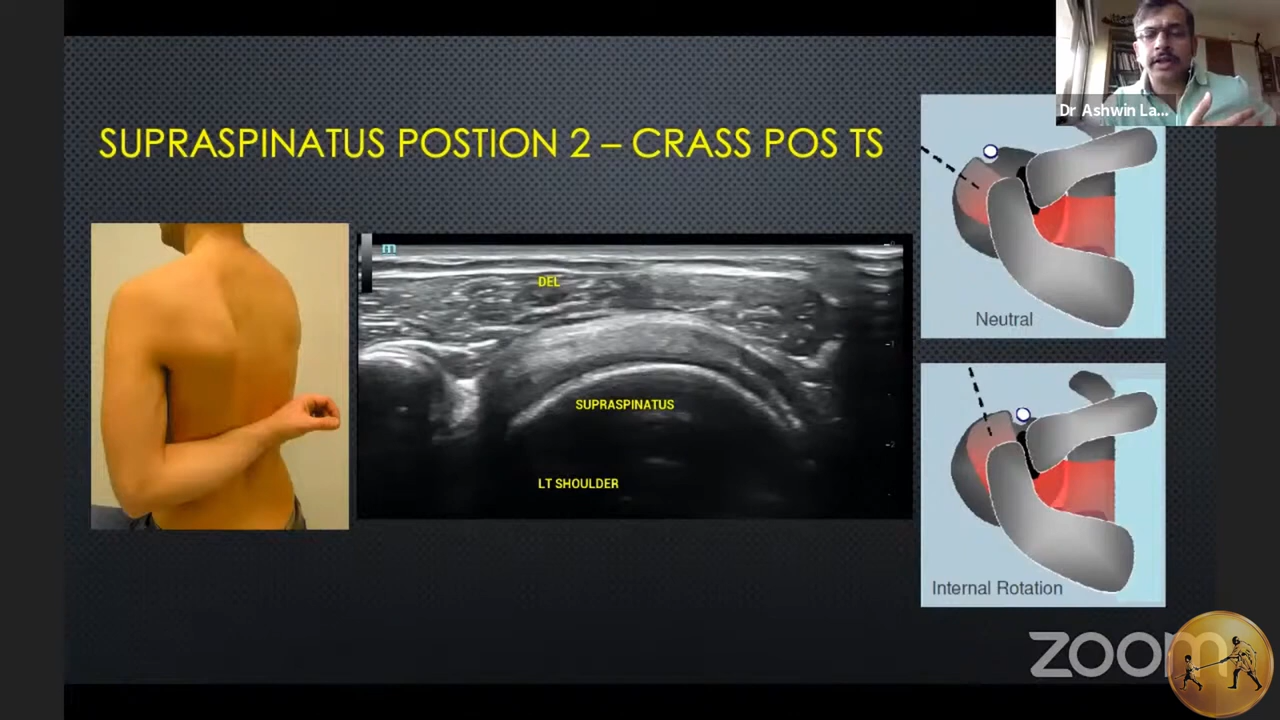 Dr Ashwin La...
SUPRASPINATUS POSTION 2 – CRASS POS TS
m
DEL
SUPRASPINATUS
LT SHOULDER
Neutral
Internal Rotation
zoom